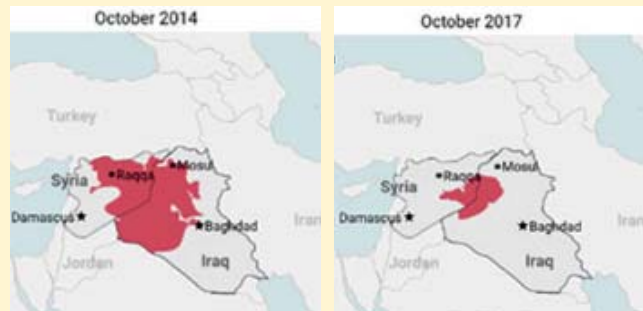 October 2014
Turkey
Mosul
Raqqa
Syria
Damascus
Baghdad
Iran
Jordan
Iraq
October 2017
Turkey
Mosul
Raqqa
Syria
Damascus
Baghdad
Iran
Jordan
Iraq